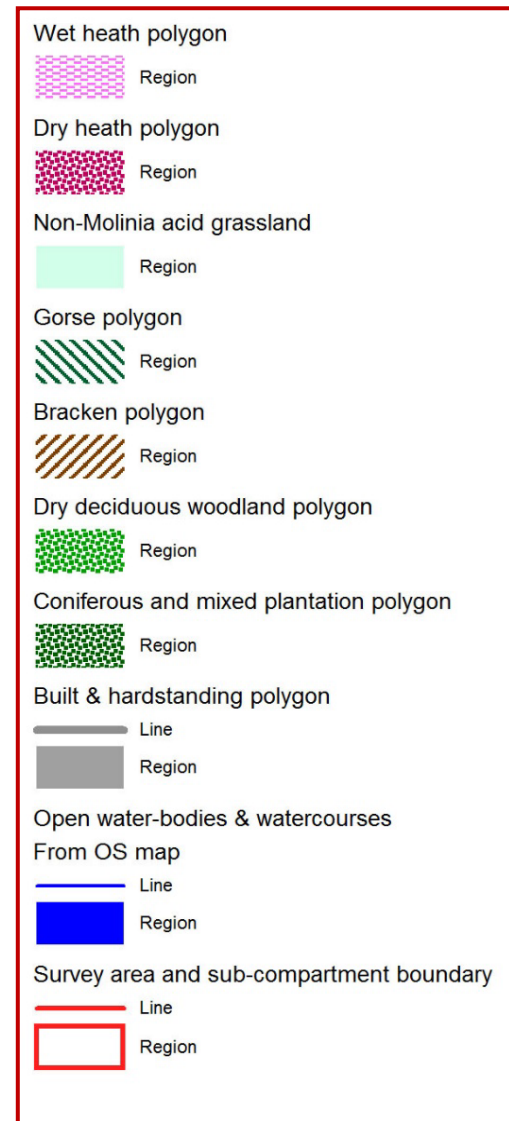 Wet heath polygon
Region
Dry heath polygon
Region
Non-Molinia acid grassland
Region
Gorse polygon
Region
Bracken polygon
Region
Dry deciduous woodland polygon
Region
Coniferous and mixed plantation polygon
Region
Built & hardstanding polygon
Line
Region
Open water-bodies & watercourses
From OS map
Line
Region
Survey area and sub-compartment boundary
Line
Region